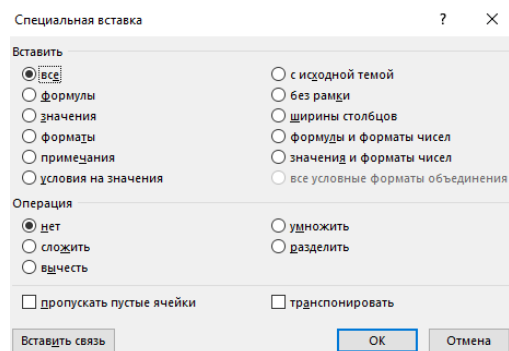 Специальная вставка ? ×
Вставить
все с исходной темой
формулы без рамки
значения ширины столбцов
форматы формулы и форматы чисел
примечания значения и форматы чисел
условия на значения все условные форматы объединения
Операция
нет умножить
сложить разделить
вычесть
пропускать пустые ячейки транспонировать
Вставить связь ОК Отмена